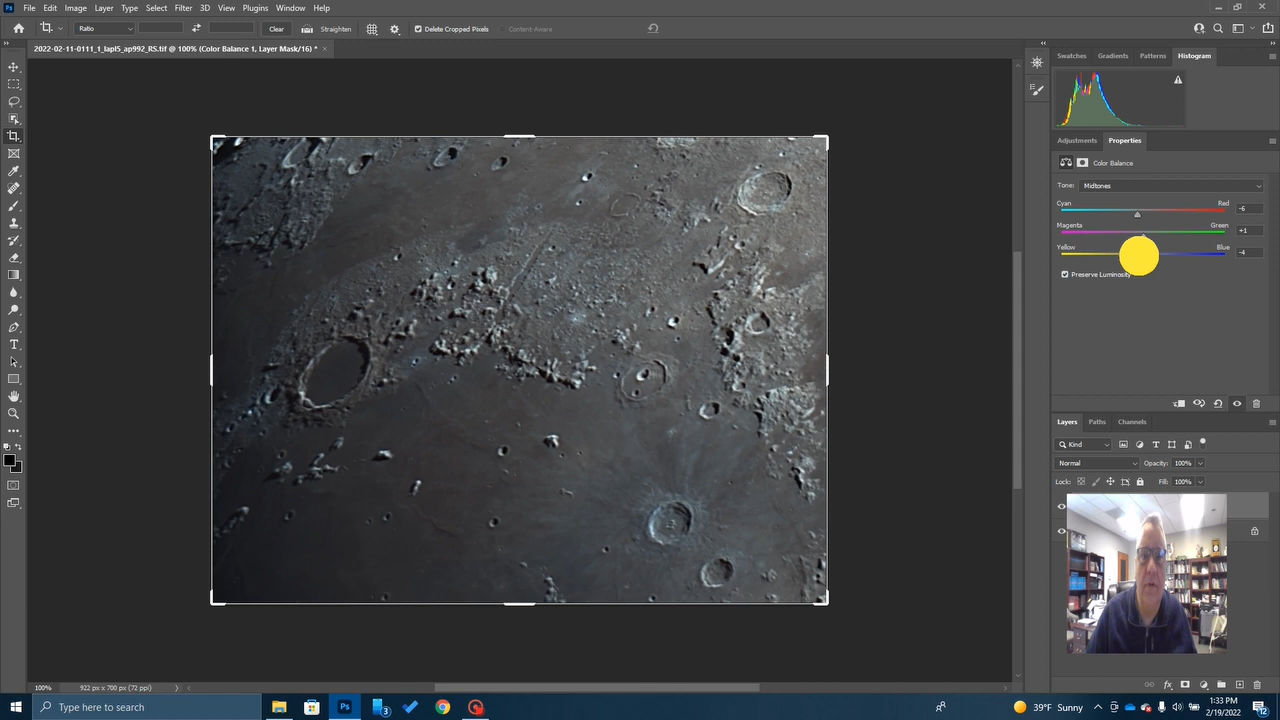 Ps File Edit Image Layer Type Select Filter 3D View Plugins Window Help
Ratio Clear Straighten Delete Cropped Pixels Content-Aware
2022-02-11-0111_1_lapl5_ap992_RS.tif @ 100% (Color Balance 1, Layer Mask/16) * ×
Swatches Gradients Patterns Histogram
Adjustments Properties
Color Balance
Tone: Midtones
Cyan Red -6
Magenta Green +1
Yellow Blue -4
Preserve Luminosity
Layers Paths Channels
Kind
Normal Opacity: 100%
Lock: Fill: 100%
100% 922 px x 700 px (72 ppi)
Type here to search
Ps
3
39°F Sunny
1:33 PM
2/19/2022
12